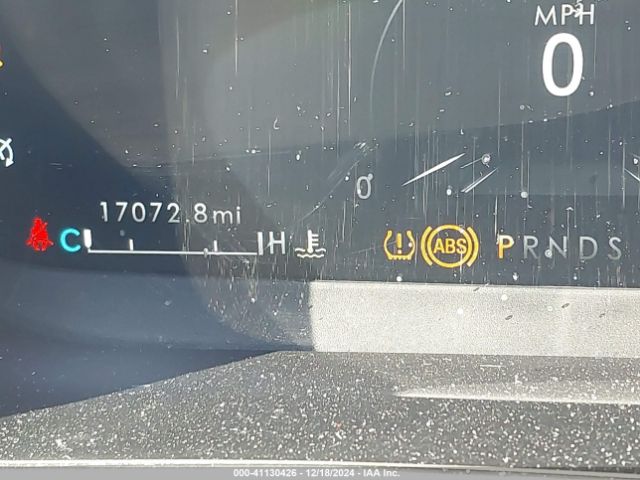 MPH
0
0
17072.8mi
C H ABS PRNDS
000-41130426 - 12/18/2024 - IAA Inc.